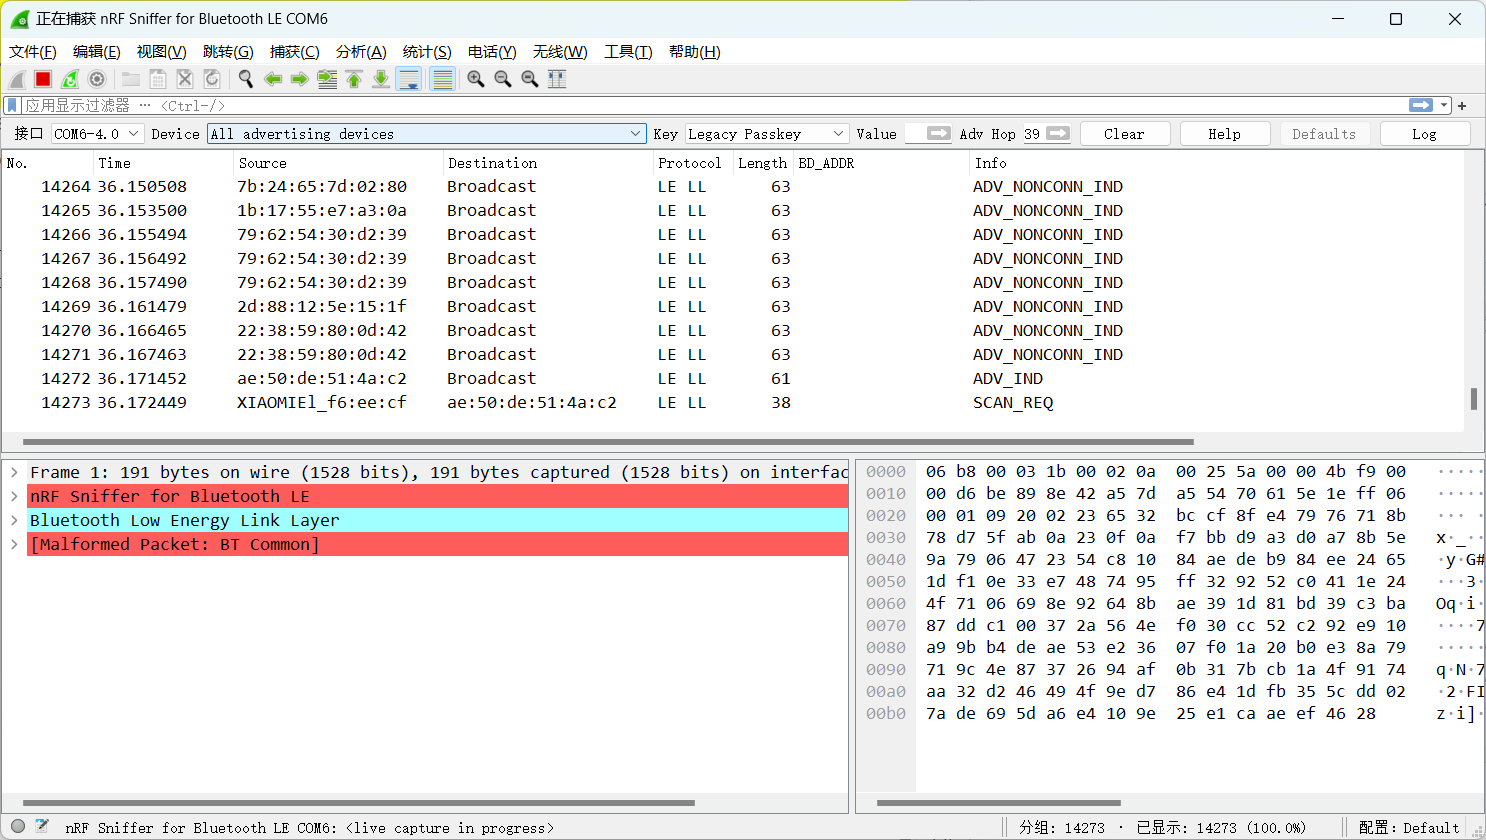 正在捕获 nRF Sniffer for Bluetooth LE COM6
文件(F) 编辑(E) 视图(V) 跳转(G) 捕获(C) 分析(A) 统计(S) 电话(Y) 无线(W) 工具(T) 帮助(H)
应用显示过滤器 … <Ctrl-/>
接口 COM6-4.0 Device All advertising devices Key Legacy Passkey Value Adv Hop 39 Clear Help Defaults Log
No. Time Source Destination Protocol Length BD_ADDR Info
14264 36.150508 7b:24:65:7d:02:80 Broadcast LE LL 63 ADV_NONCONN_IND
14265 36.153500 1b:17:55:e7:a3:0a Broadcast LE LL 63 ADV_NONCONN_IND
14266 36.155494 79:62:54:30:d2:39 Broadcast LE LL 63 ADV_NONCONN_IND
14267 36.156492 79:62:54:30:d2:39 Broadcast LE LL 63 ADV_NONCONN_IND
14268 36.157490 79:62:54:30:d2:39 Broadcast LE LL 63 ADV_NONCONN_IND
14269 36.161479 2d:88:12:5e:15:1f Broadcast LE LL 63 ADV_NONCONN_IND
14270 36.166465 22:38:59:80:0d:42 Broadcast LE LL 63 ADV_NONCONN_IND
14271 36.167463 22:38:59:80:0d:42 Broadcast LE LL 63 ADV_NONCONN_IND
14272 36.171452 ae:50:de:51:4a:c2 Broadcast LE LL 61 ADV_IND
14273 36.172449 XIAOMIEl_f6:ee:cf ae:50:de:51:4a:c2 LE LL 38 SCAN_REQ
Frame 1: 191 bytes on wire (1528 bits), 191 bytes captured (1528 bits) on interfac
nRF Sniffer for Bluetooth LE
Bluetooth Low Energy Link Layer
[Malformed Packet: BT Common]
0000 06 b8 00 03 1b 00 02 0a 00 25 5a 00 00 4b f9 00 ·····
0010 00 d6 be 89 8e 42 a5 7d a5 54 70 61 5e 1e ff 06 ·····
0020 00 01 09 20 02 23 65 32 bc cf 8f e4 79 76 71 8b ··· ·
0030 78 d7 5f ab 0a 23 0f 0a f7 bb d9 a3 d0 a7 8b 5e x·_··
0040 9a 79 06 47 23 54 c8 10 84 ae de b9 84 ee 24 65 ·y·G#
0050 1d f1 0e 33 e7 48 74 95 ff 32 92 52 c0 41 1e 24 ···3·
0060 4f 71 06 69 8e 92 64 8b ae 39 1d 81 bd 39 c3 ba Oq·i·
0070 87 dd c1 00 37 2a 56 4e f0 30 cc 52 c2 92 e9 10 ····7
0080 a9 9b b4 de ae 53 e2 36 07 f0 1a 20 b0 e3 8a 79 ·····
0090 71 9c 4e 87 37 26 94 af 0b 31 7b cb 1a 4f 91 74 q·N·7
00a0 aa 32 d2 46 49 4f 9e d7 86 e4 1d fb 35 5c dd 02 ·2·FI
00b0 7a de 69 5d a6 e4 10 9e 25 e1 ca ae ef 46 28 z·i]·
nRF Sniffer for Bluetooth LE COM6: <live capture in progress> 分组: 14273 · 已显示: 14273 (100.0%) 配置: Default